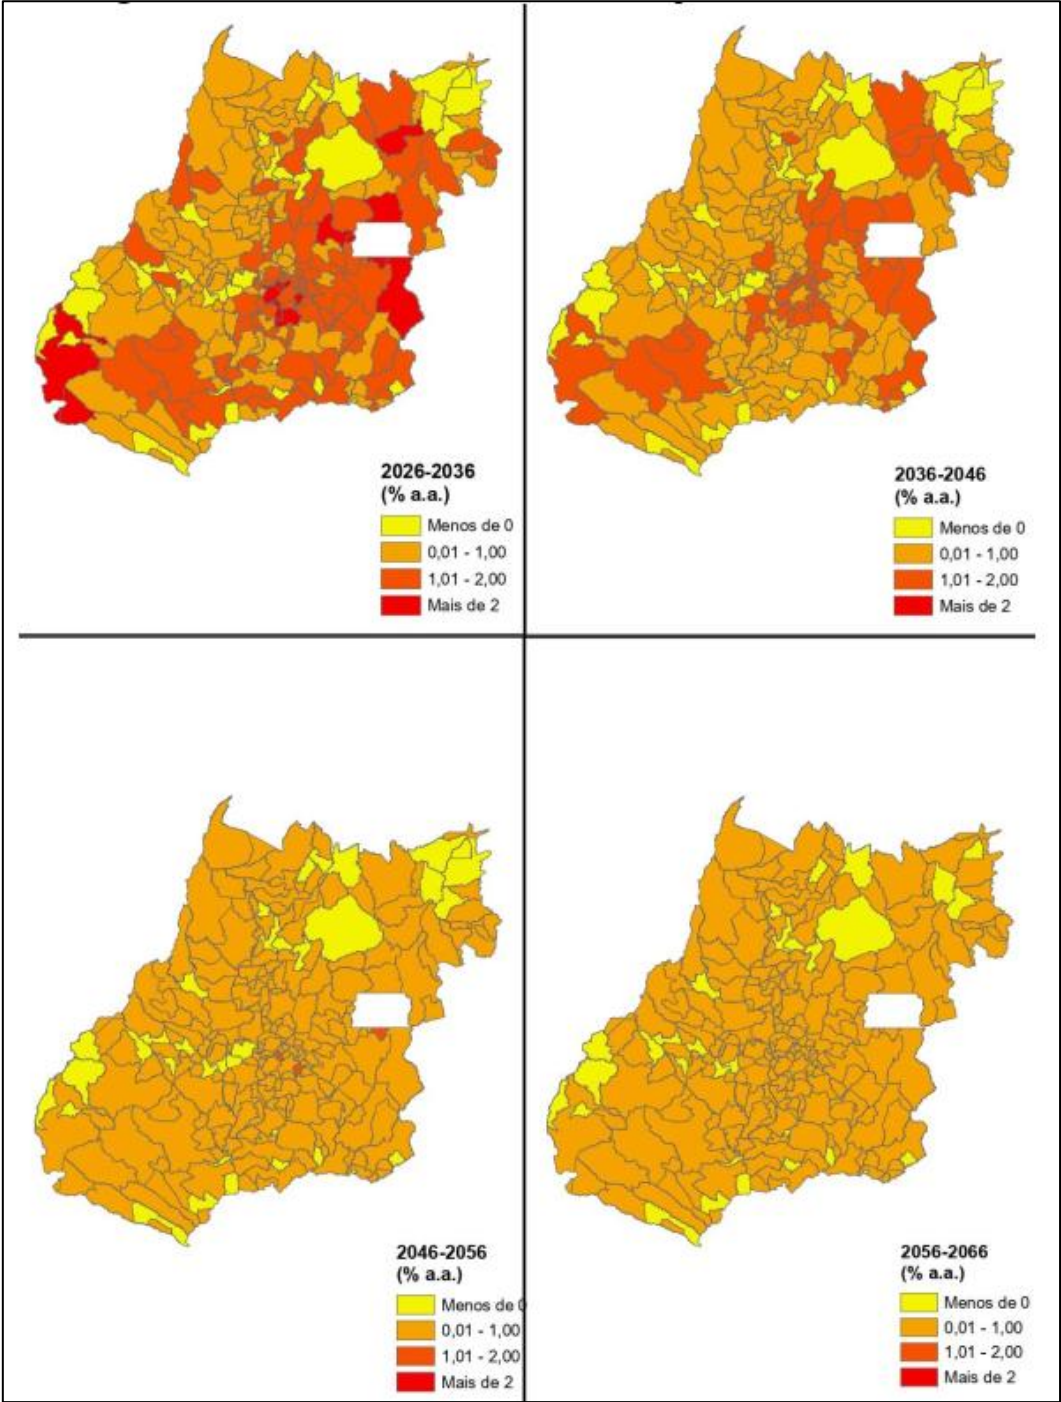 2026-2036
(% a.a.)
Menos de 0
0,01 - 1,00
1,01 - 2,00
Mais de 2
2036-2046
(% a.a.)
Menos de 0
0,01 - 1,00
1,01 - 2,00
Mais de 2
2046-2056
(% a.a.)
Menos de 0
0,01 - 1,00
1,01 - 2,00
Mais de 2
2056-2066
(% a.a.)
Menos de 0
0,01 - 1,00
1,01 - 2,00
Mais de 2